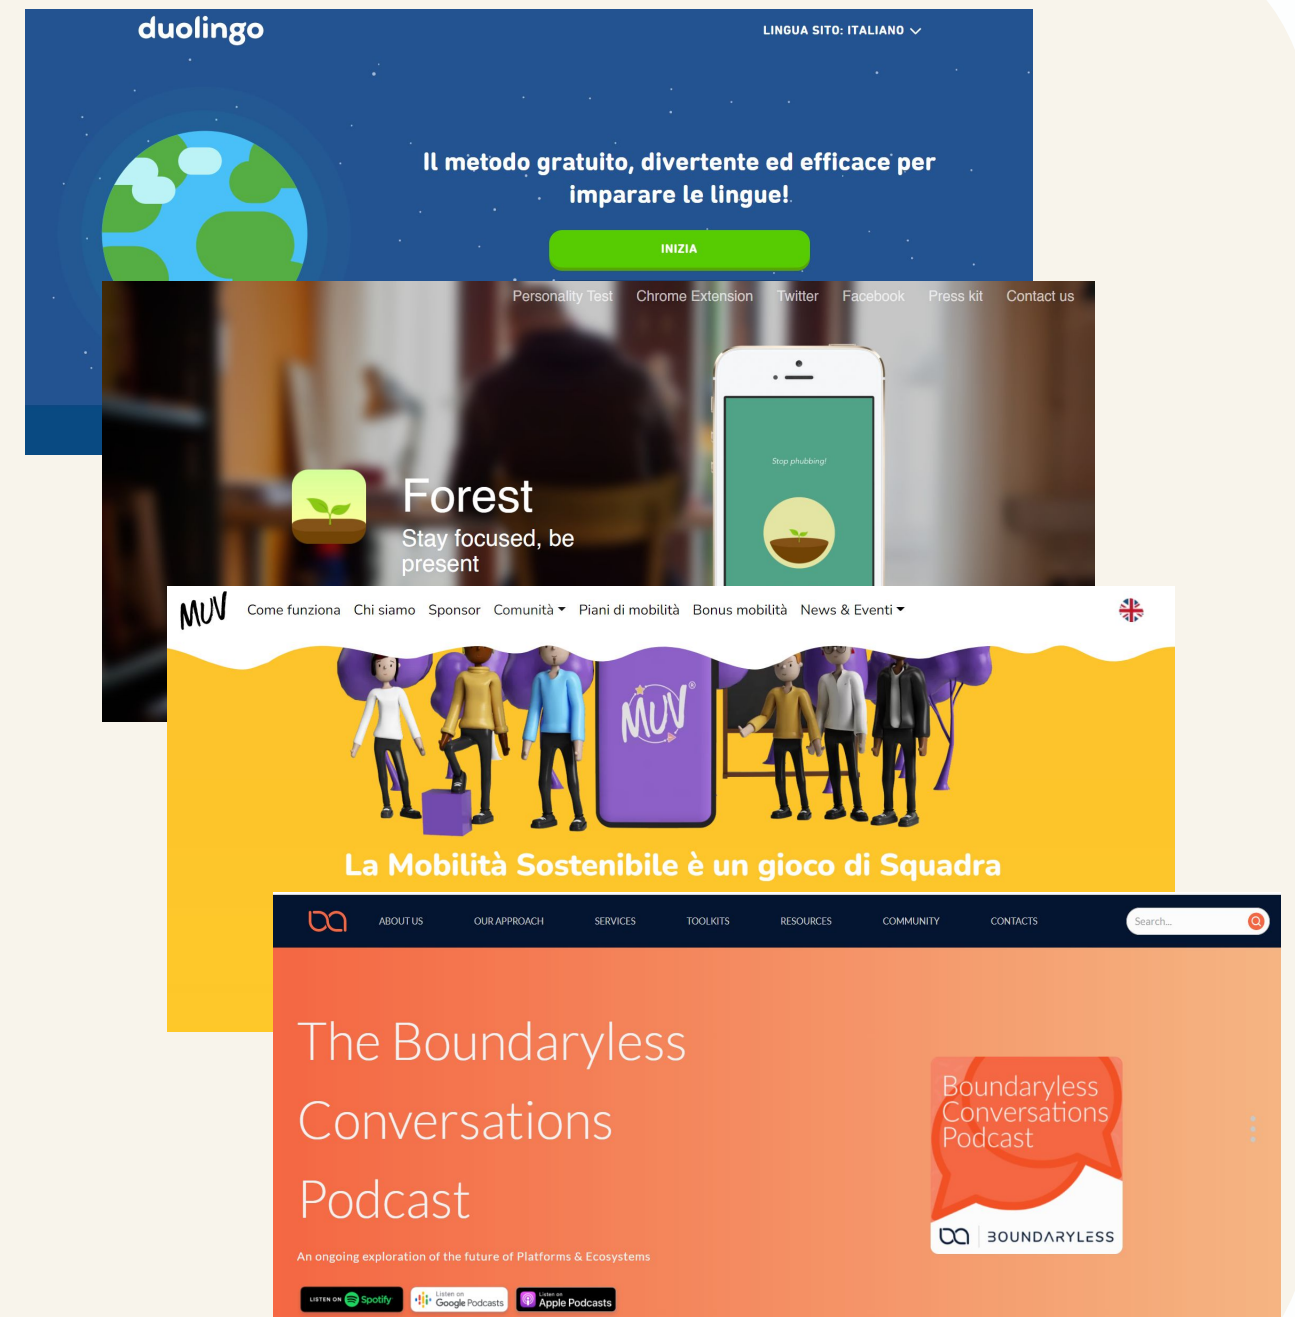 duolingo
LINGUA SITO: ITALIANO
Il metodo gratuito, divertente ed efficace per
imparare le lingue!
INIZIA
Personality Test Chrome Extension Twitter Facebook Press kit Contact us
Stop phubbing!
Forest
Stay focused, be
present
MUV Come funziona Chi siamo Sponsor Comunità Piani di mobilità Bonus mobilità News & Eventi
MUV®
La Mobilità Sostenibile è un gioco di Squadra
ABOUT US OUR APPROACH SERVICES TOOLKITS RESOURCES COMMUNITY CONTACTS Search...
The Boundaryless
Conversations
Podcast
Boundaryless
Conversations
Podcast
BOUNDARYLESS
An ongoing exploration of the future of Platforms & Ecosystems
LISTEN ON Spotify
Listen on
Google Podcasts
Listen on
Apple Podcasts